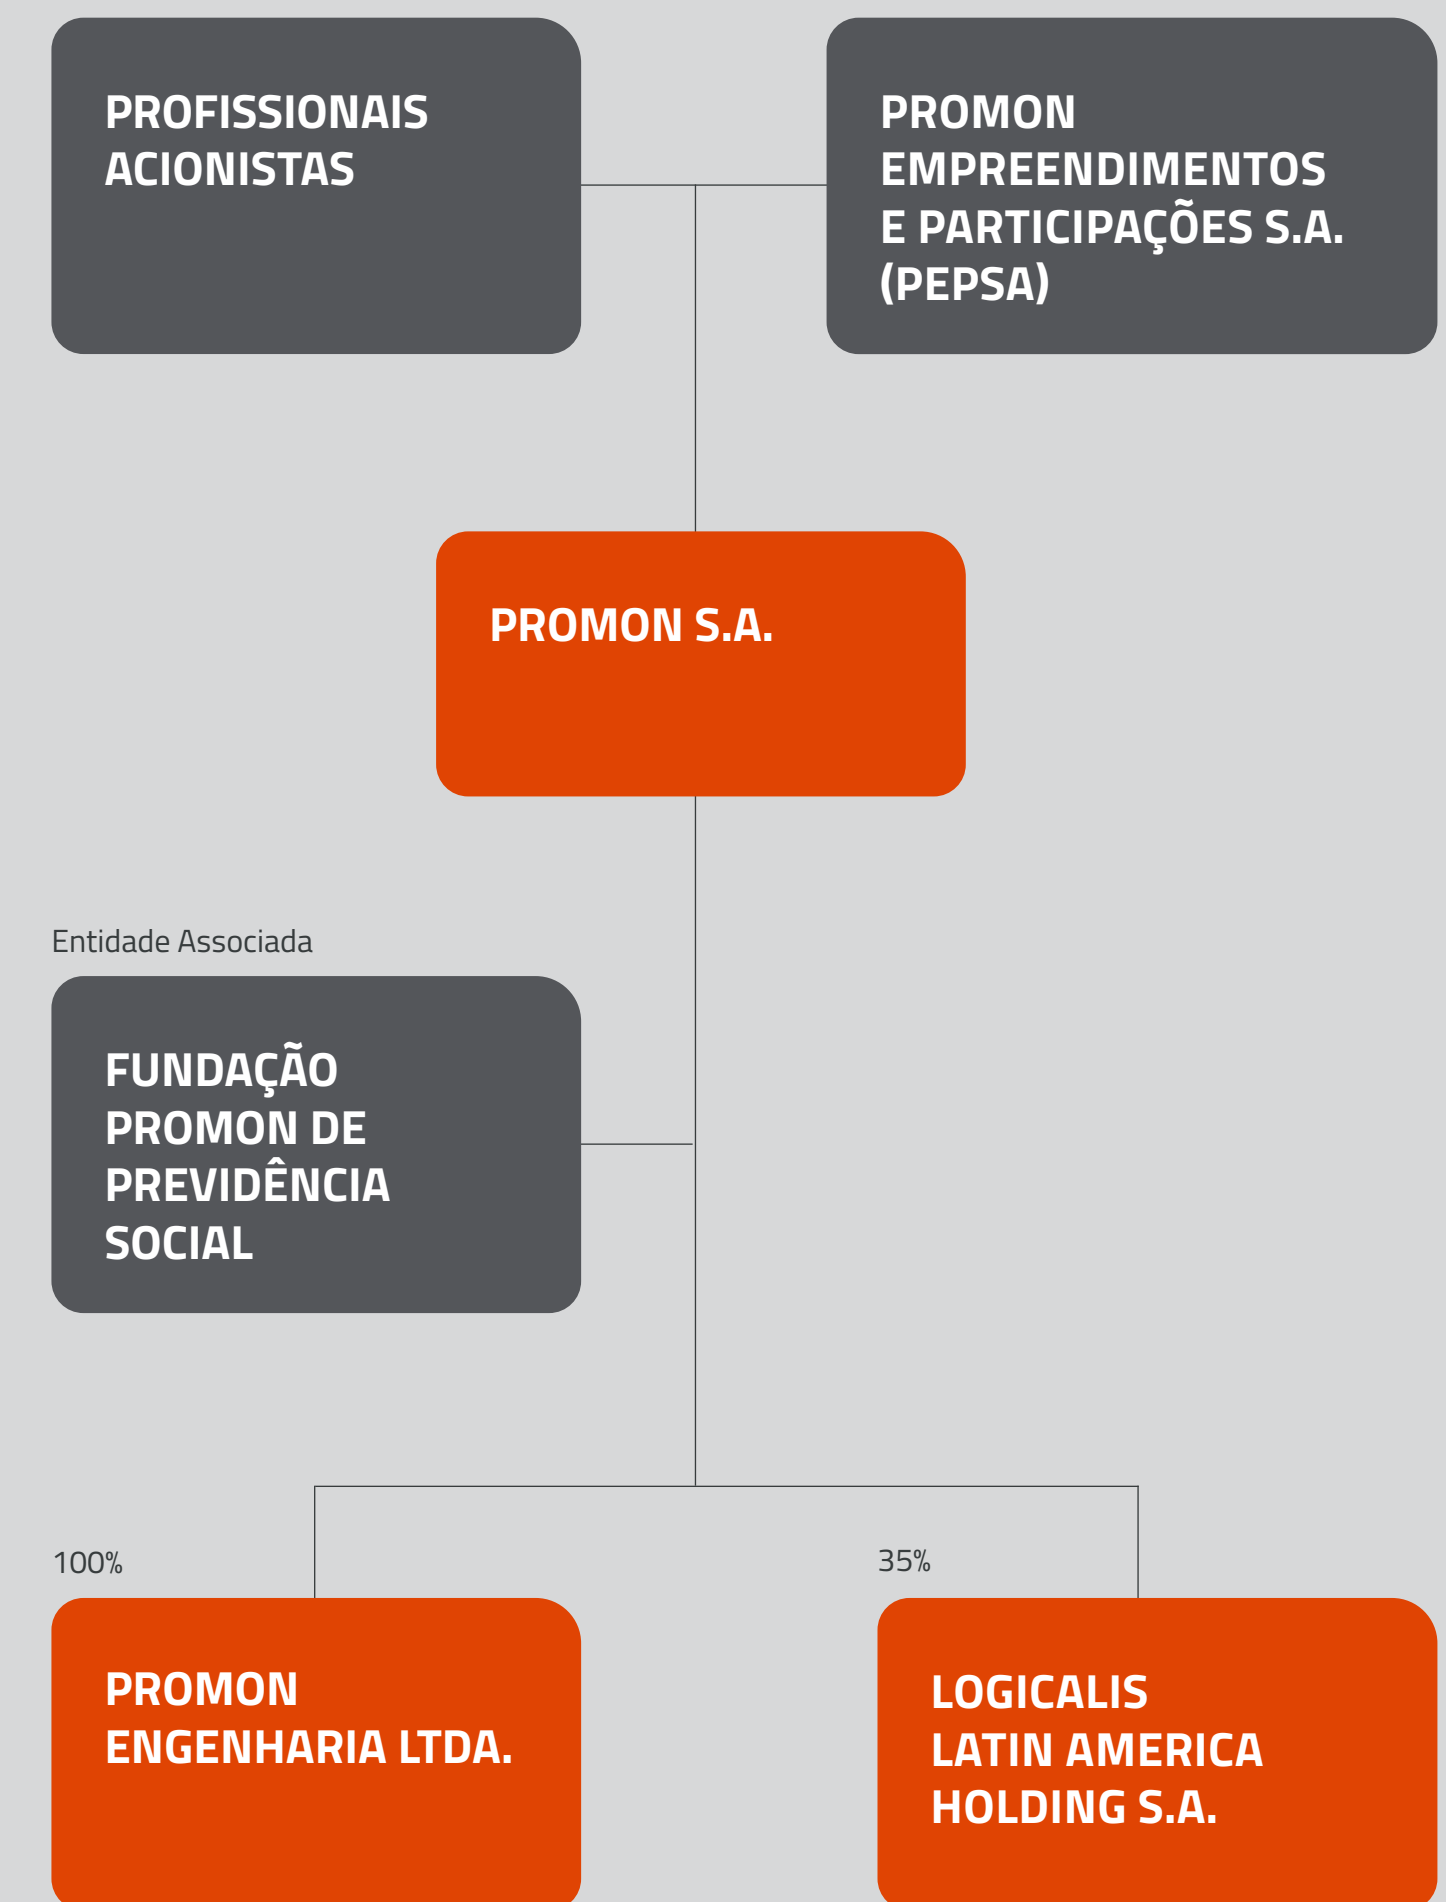 PROFISSIONAIS
ACIONISTAS
PROMON
EMPREENDIMENTOS
E PARTICIPAÇÕES S.A.
(PEPSA)
PROMON S.A.
Entidade Associada
FUNDAÇÃO
PROMON DE
PREVIDÊNCIA
SOCIAL
100%
PROMON
ENGENHARIA LTDA.
35%
LOGICALIS
LATIN AMERICA
HOLDING S.A.